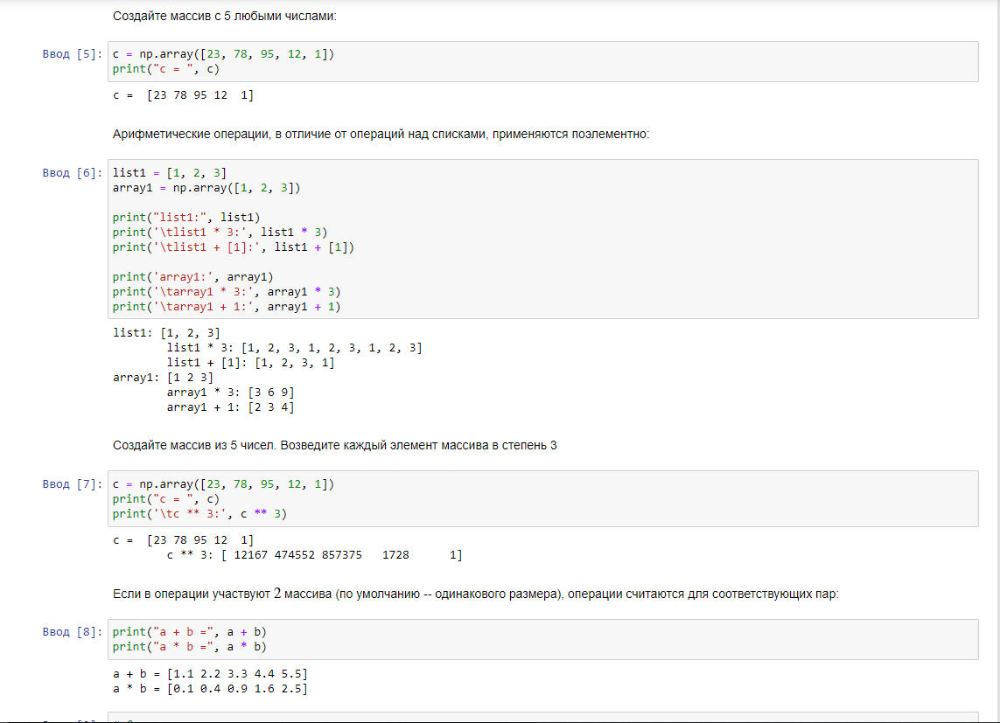 Создайте массив с 5 любыми числами:
Ввод [5]: c = np.array([23, 78, 95, 12, 1])
print("c = ", c)
c =  [23 78 95 12  1]
Арифметические операции, в отличие от операций над списками, применяются поэлементно:
Ввод [6]: list1 = [1, 2, 3]
array1 = np.array([1, 2, 3])
print("list1:", list1)
print('\tlist1 * 3:', list1 * 3)
print('\tlist1 + [1]:', list1 + [1])
print('array1:', array1)
print('\tarray1 * 3:', array1 * 3)
print('\tarray1 + 1:', array1 + 1)
list1: [1, 2, 3]
list1 * 3: [1, 2, 3, 1, 2, 3, 1, 2, 3]
list1 + [1]: [1, 2, 3, 1]
array1: [1 2 3]
array1 * 3: [3 6 9]
array1 + 1: [2 3 4]
Создайте массив из 5 чисел. Возведите каждый элемент массива в степень 3
Ввод [7]: c = np.array([23, 78, 95, 12, 1])
print("c = ", c)
print('\tc ** 3:', c ** 3)
c =  [23 78 95 12  1]
c ** 3: [ 12167 474552 857375   1728      1]
Если в операции участвуют 2 массива (по умолчанию -- одинакового размера), операции считаются для соответствующих пар:
Ввод [8]: print("a + b =", a + b)
print("a * b =", a * b)
a + b = [1.1 2.2 3.3 4.4 5.5]
a * b = [0.1 0.4 0.9 1.6 2.5]